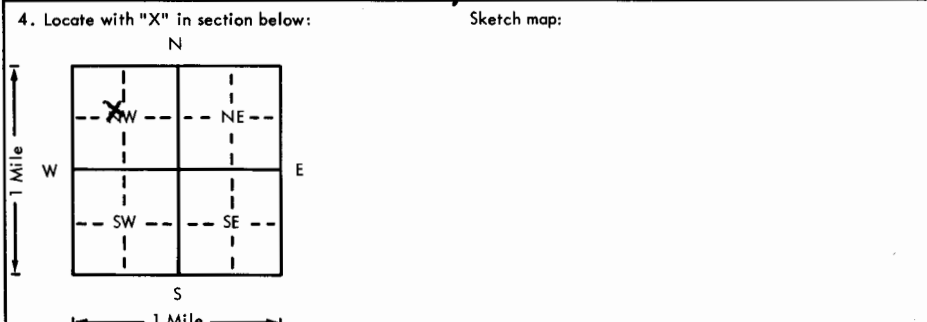 4. Locate with "X" in section below:
Sketch map:
N
X
NW
NE
1 Mile
W
E
SW
SE
S
1 Mile